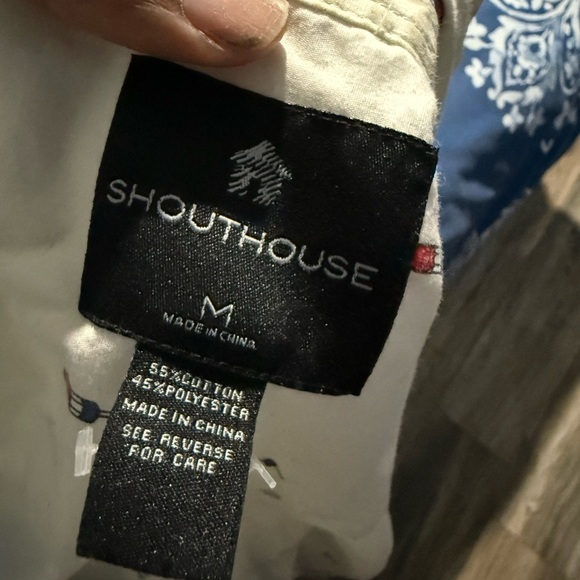 SHOUTHOUSE
M
MADE IN CHINA
55%COTTON
45%POLYESTER
MADE IN CHINA
SEE REVERSE
FOR CARE